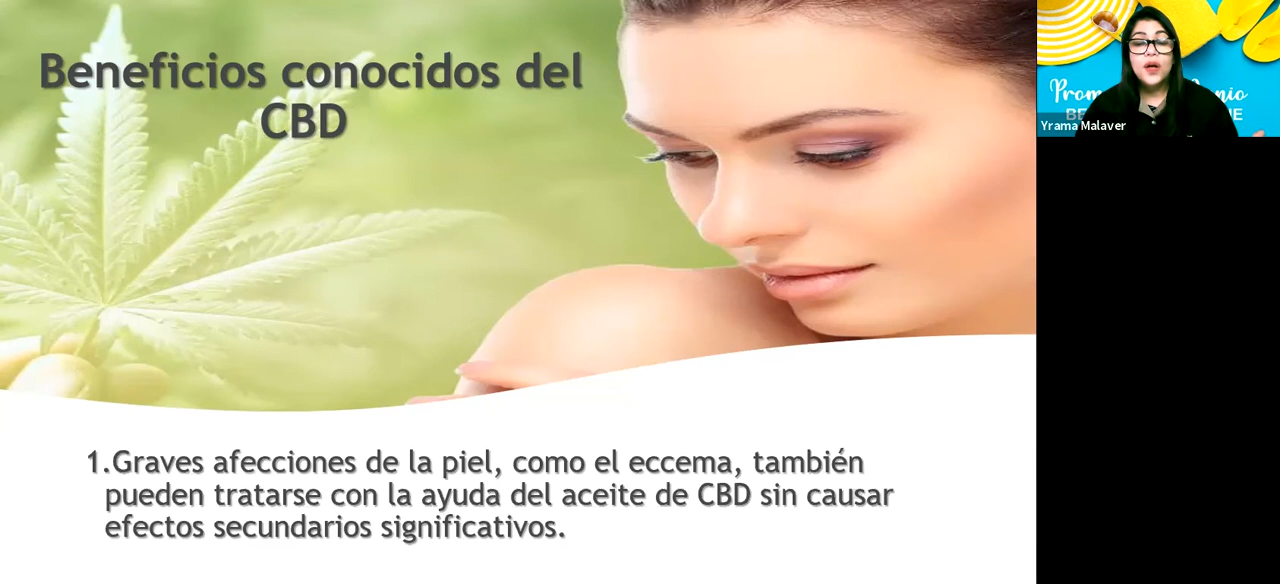 Beneficios conocidos del
CBD
1.Graves afecciones de la piel, como el eccema, también
pueden tratarse con la ayuda del aceite de CBD sin causar
efectos secundarios significativos.
Yrama Malaver